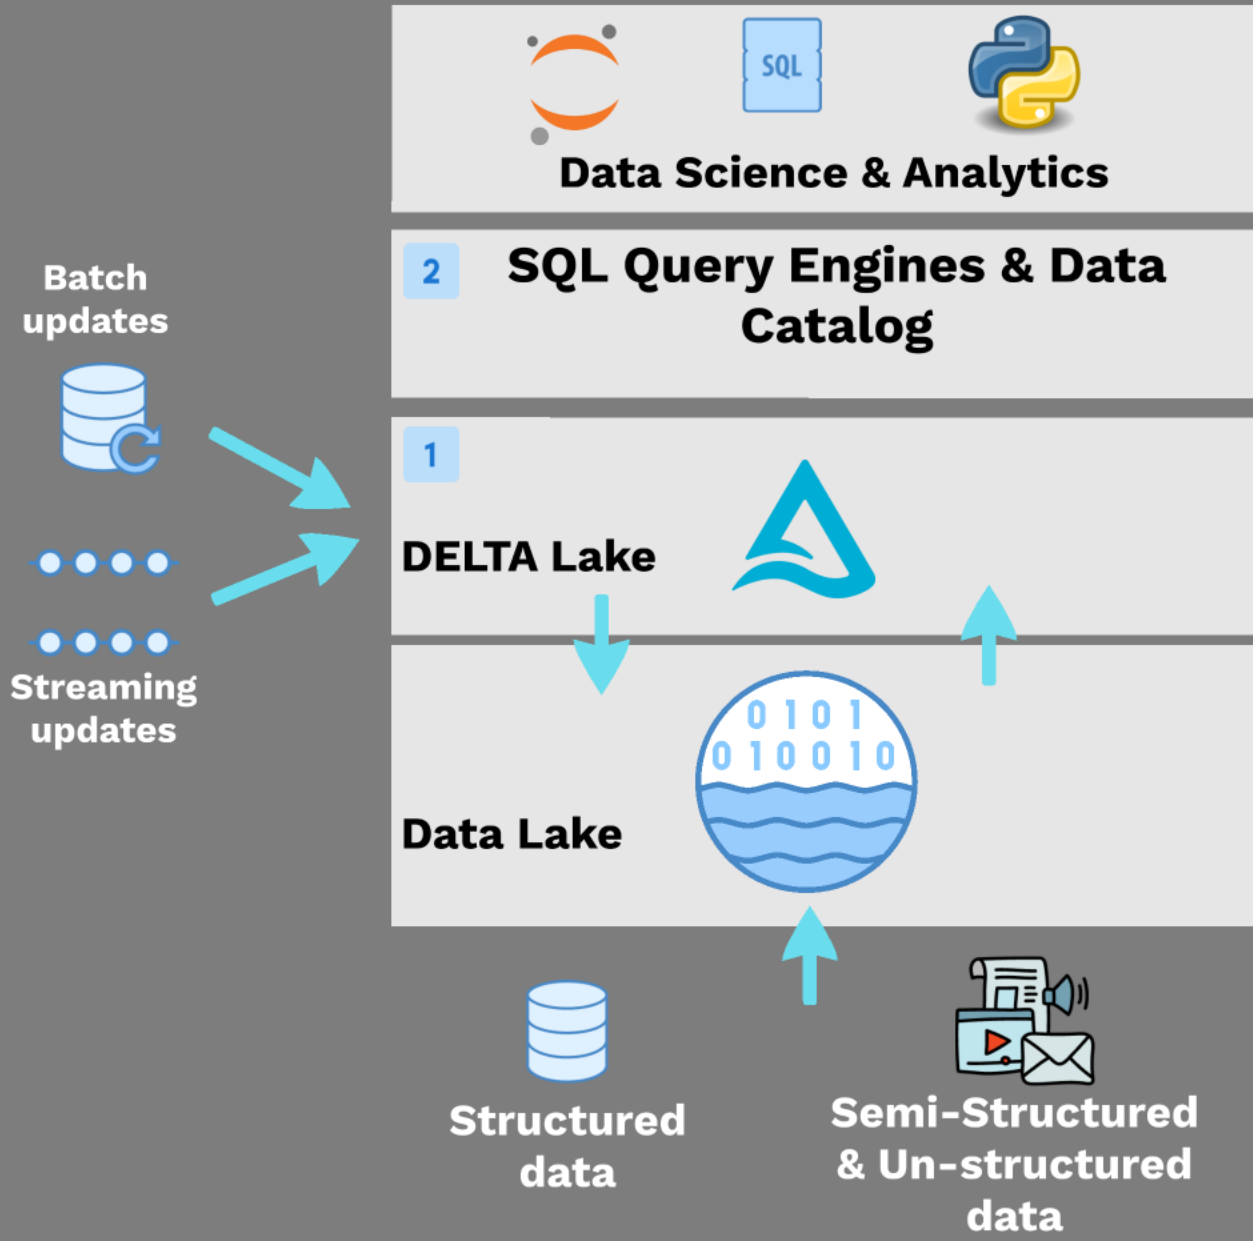 SQL
Data Science & Analytics
2
SQL Query Engines & Data
Catalog
Batch
updates
1
DELTA Lake
Streaming
updates
0 1 0 1
0 1 0 0 1 0
Data Lake
Structured
data
Semi-Structured
& Un-structured
data